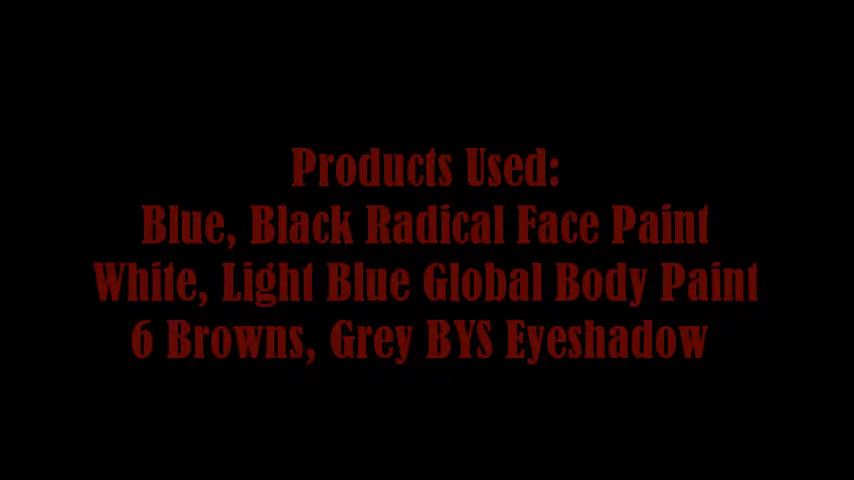 Products Used:
Blue, Black Radical Face Paint
White, Light Blue Global Body Paint
6 Browns, Grey BYS Eyeshadow